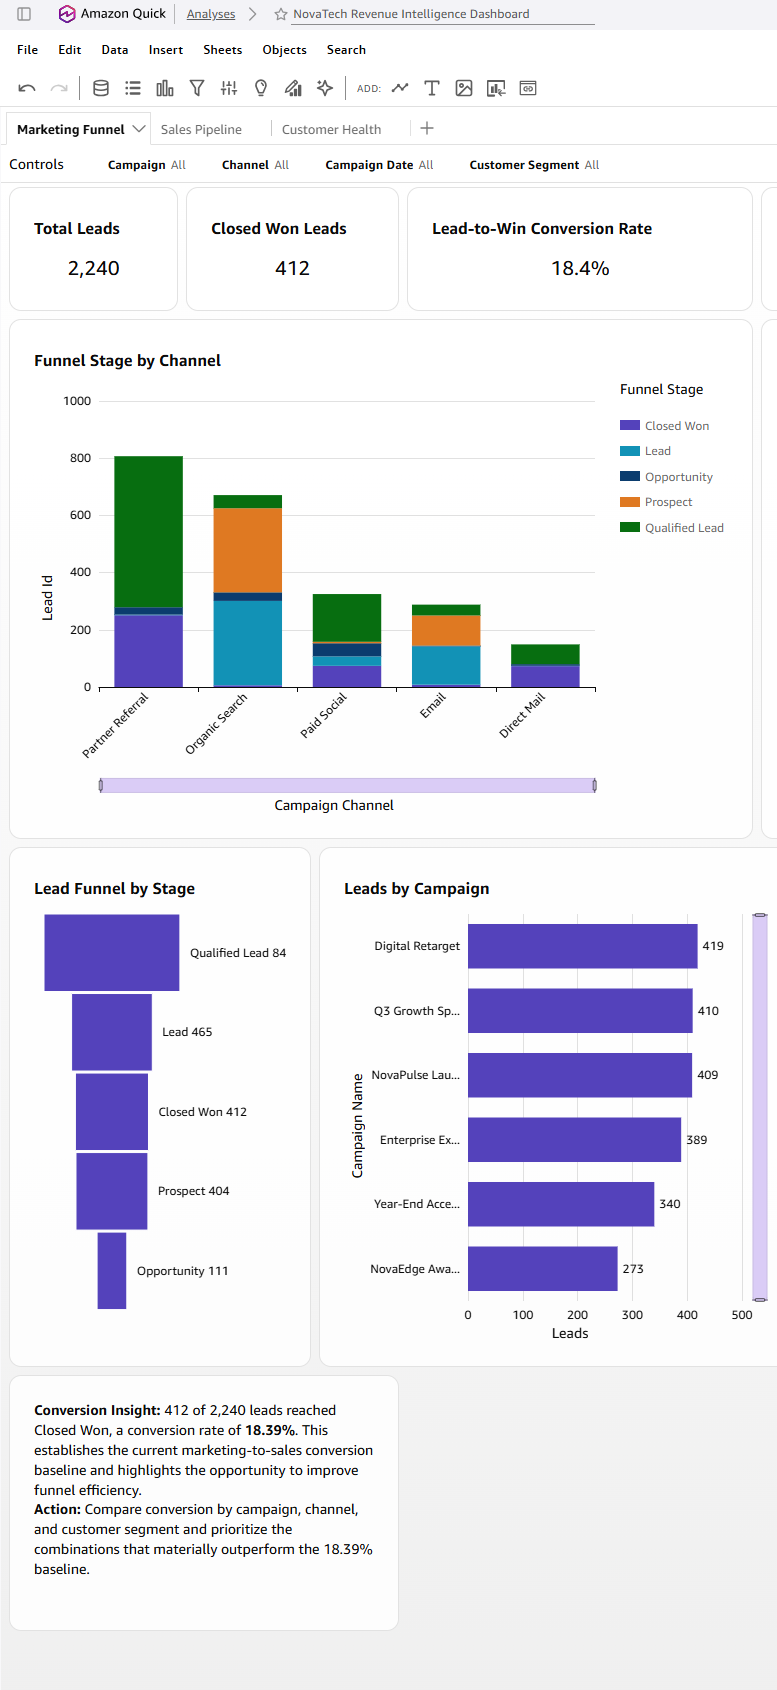 Amazon Quick
Analyses
NovaTech Revenue Intelligence Dashboard
File Edit Data Insert Sheets Objects Search
ADD:
Marketing Funnel
Sales Pipeline
Customer Health
Controls
Campaign All
Channel All
Campaign Date All
Customer Segment All
Total Leads
2,240
Closed Won Leads
412
Lead-to-Win Conversion Rate
18.4%
Funnel Stage by Channel
Funnel Stage
Closed Won
Lead
Opportunity
Prospect
Qualified Lead
1000
800
600
400
200
0
Lead Id
Partner Referral
Organic Search
Paid Social
Email
Direct Mail
Campaign Channel
Lead Funnel by Stage
Qualified Lead 84
Lead 465
Closed Won 412
Prospect 404
Opportunity 111
Leads by Campaign
Campaign Name
Digital Retarget 419
Q3 Growth Sp... 410
NovaPulse Lau... 409
Enterprise Ex... 389
Year-End Acce... 340
NovaEdge Awa... 273
0 100 200 300 400 500
Leads
Conversion Insight: 412 of 2,240 leads reached
Closed Won, a conversion rate of 18.39%. This
establishes the current marketing-to-sales conversion
baseline and highlights the opportunity to improve
funnel efficiency.
Action: Compare conversion by campaign, channel,
and customer segment and prioritize the
combinations that materially outperform the 18.39%
baseline.